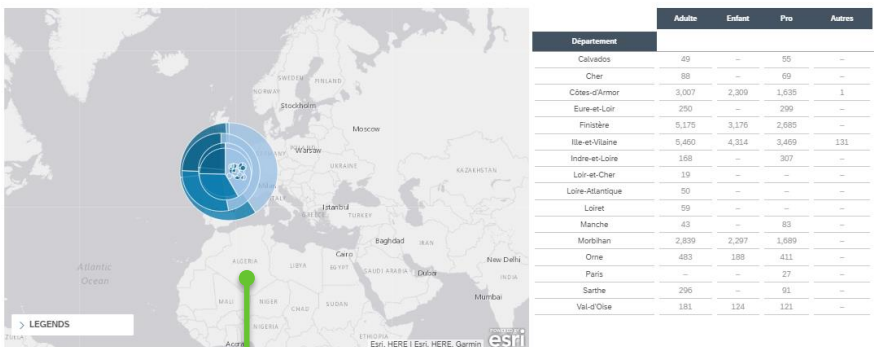 SWEDEN FINLAND
NORWAY
Stockholm
Moscow
Warsaw
UKRAINE
KAZAKHSTAN
Istanbul
GREECE TURKEY
Baghdad IRAN
Cairo New Delhi
ALGERIA LIBYA EGYPT SAUDI ARABIA Dubai INDIA
Atlantic
Ocean
Mumbai
MALI NIGER CHAD SUDAN
NIGERIA
> LEGENDS
ETHIOPIA
Accra
Esri, HERE | Esri, HERE, Garmin
POWERED BY
esri
Adulte Enfant Pro Autres
Département
Calvados 49 – 55 –
Cher 88 – 69 –
Côtes-d'Armor 3,007 2,309 1,635 1
Eure-et-Loir 250 – 299 –
Finistère 5,175 3,176 2,685 –
Ille-et-Vilaine 5,460 4,314 3,469 131
Indre-et-Loire 168 – 307 –
Loir-et-Cher 19 – – –
Loire-Atlantique 50 – – –
Loiret 59 – – –
Manche 43 – 83 –
Morbihan 2,839 2,297 1,689 –
Orne 483 188 411 –
Paris – – 27 –
Sarthe 296 – 91 –
Val-d'Oise 181 124 121 –